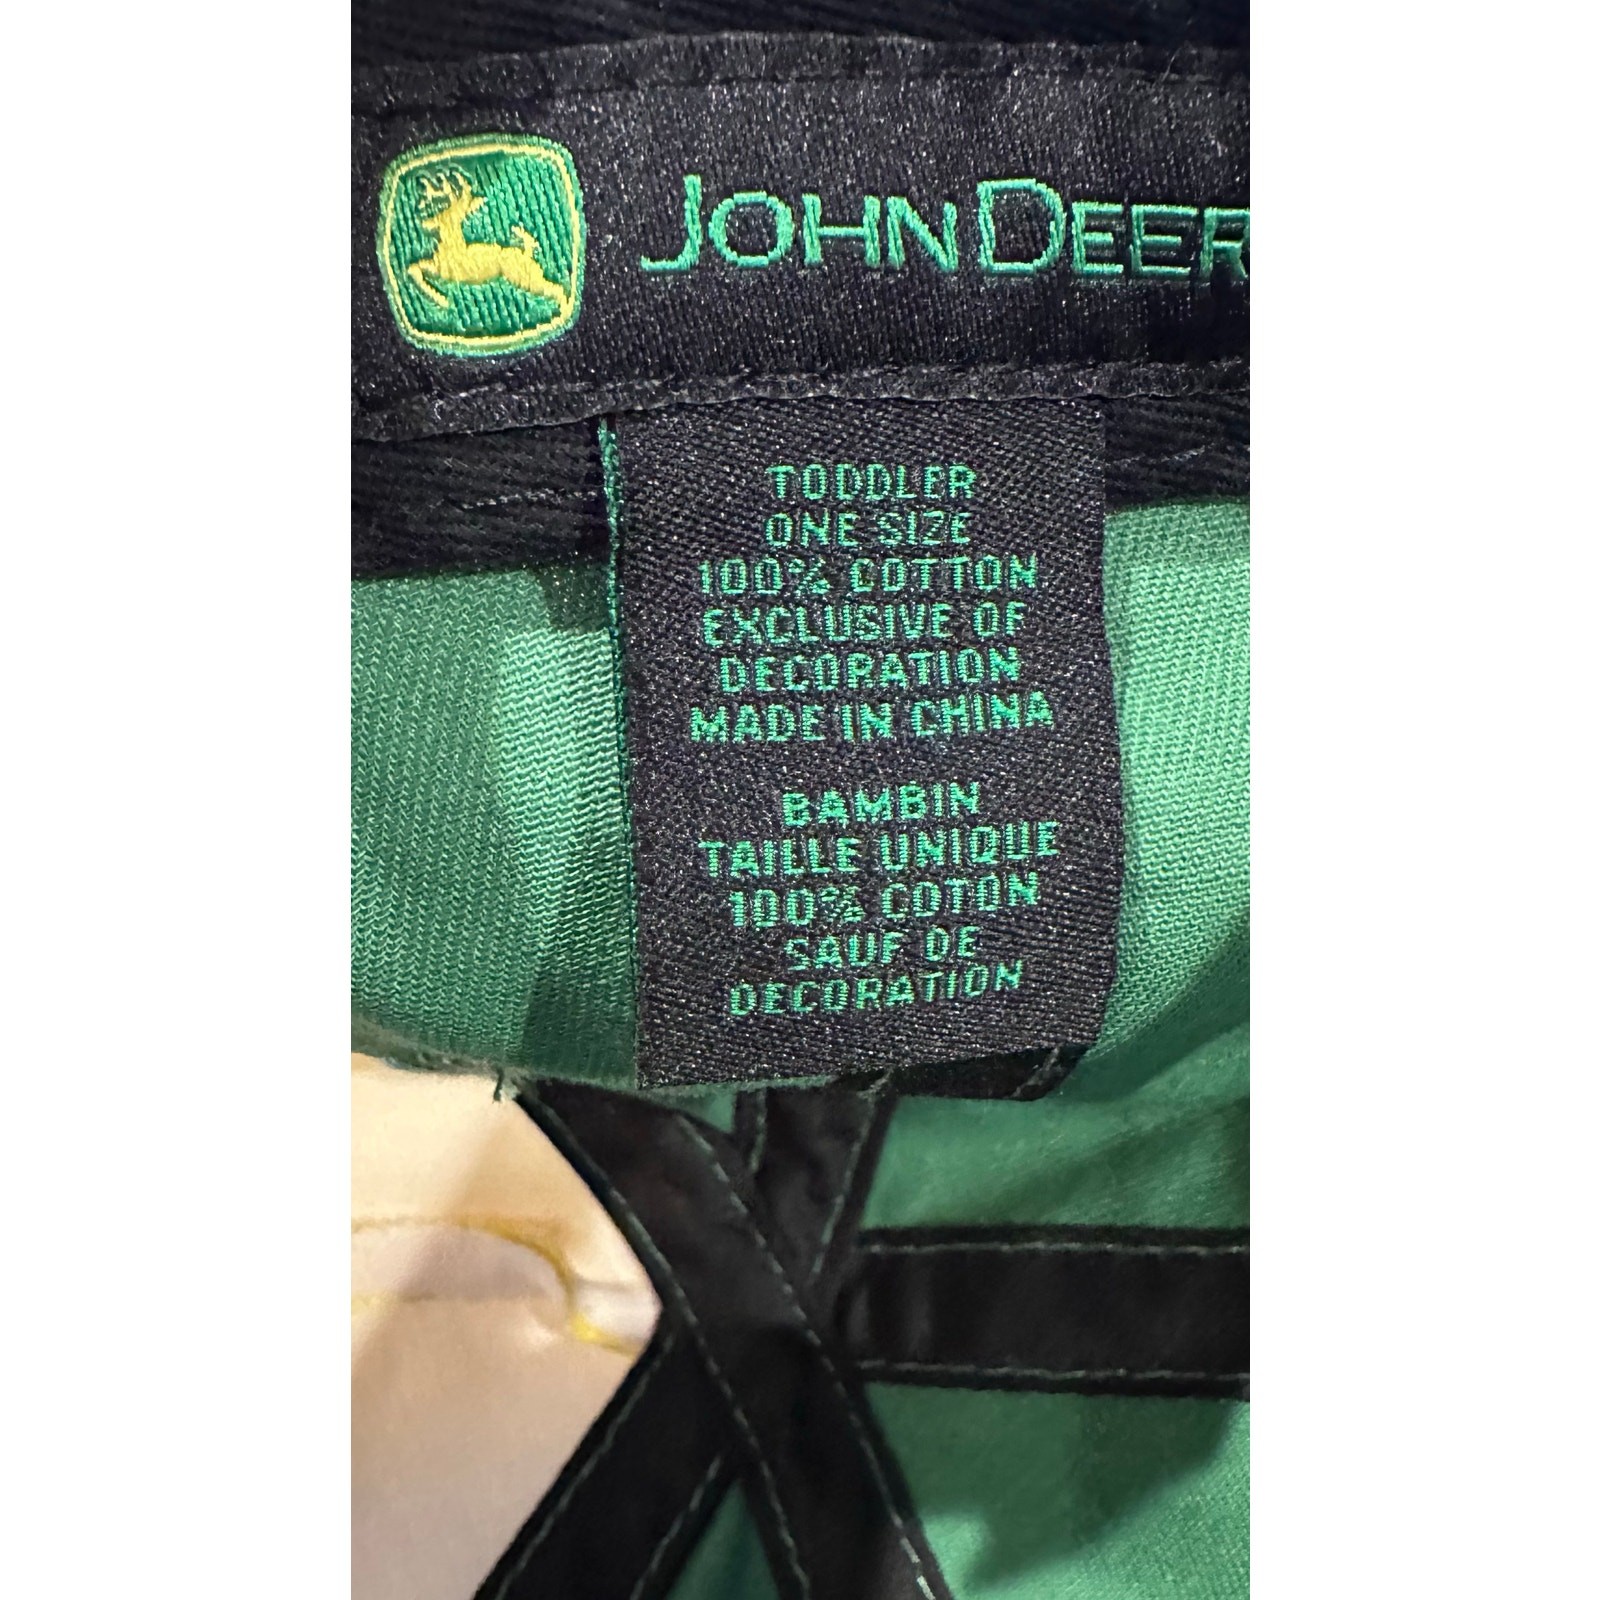 JOHN DEER
TODDLER
ONE SIZE
100% COTTON
EXCLUSIVE OF
DECORATION
MADE IN CHINA
BAMBIN
TAILLE UNIQUE
100% COTON
SAUF DE
DECORATION